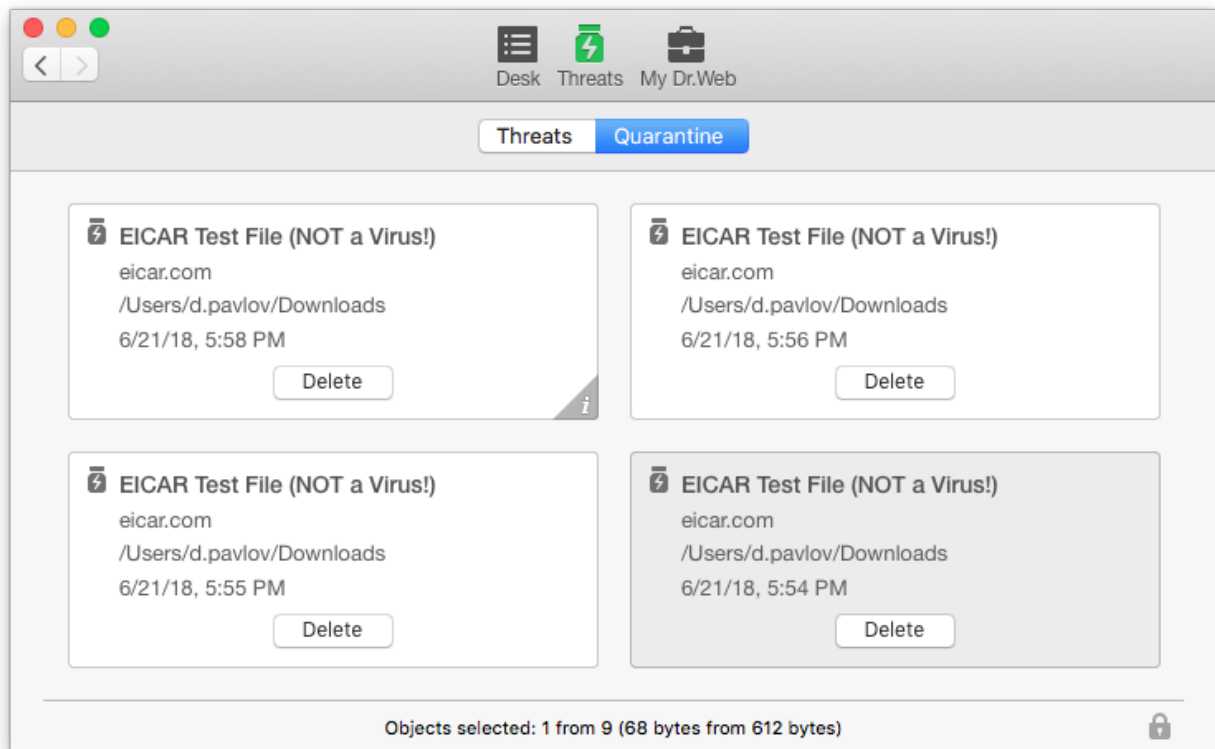 Desk Threats My Dr.Web
Threats Quarantine
EICAR Test File (NOT a Virus!)
eicar.com
/Users/d.pavlov/Downloads
6/21/18, 5:58 PM
Delete
i
EICAR Test File (NOT a Virus!)
eicar.com
/Users/d.pavlov/Downloads
6/21/18, 5:56 PM
Delete
EICAR Test File (NOT a Virus!)
eicar.com
/Users/d.pavlov/Downloads
6/21/18, 5:55 PM
Delete
EICAR Test File (NOT a Virus!)
eicar.com
/Users/d.pavlov/Downloads
6/21/18, 5:54 PM
Delete
Objects selected: 1 from 9 (68 bytes from 612 bytes)